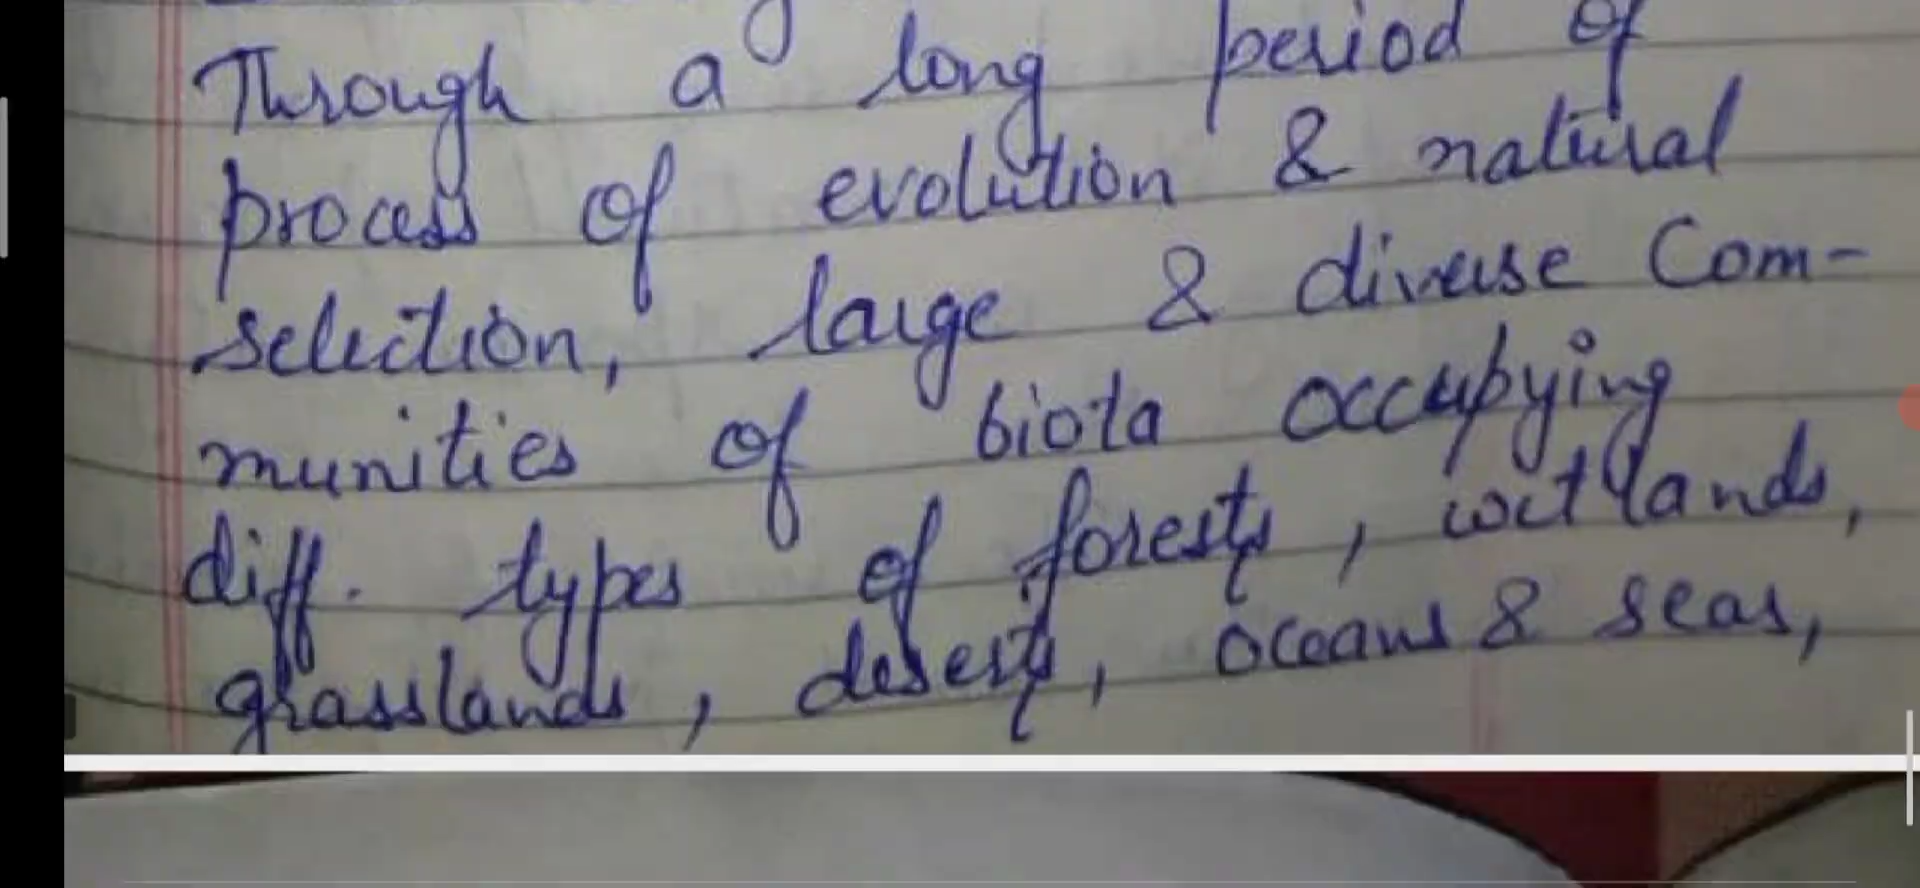 Through a long period of
process of evolution & natural
selection, large & diverse Com-
munities of biota occupying
diff. types of forests, wetlands,
grasslands, deserts, oceans & seas,